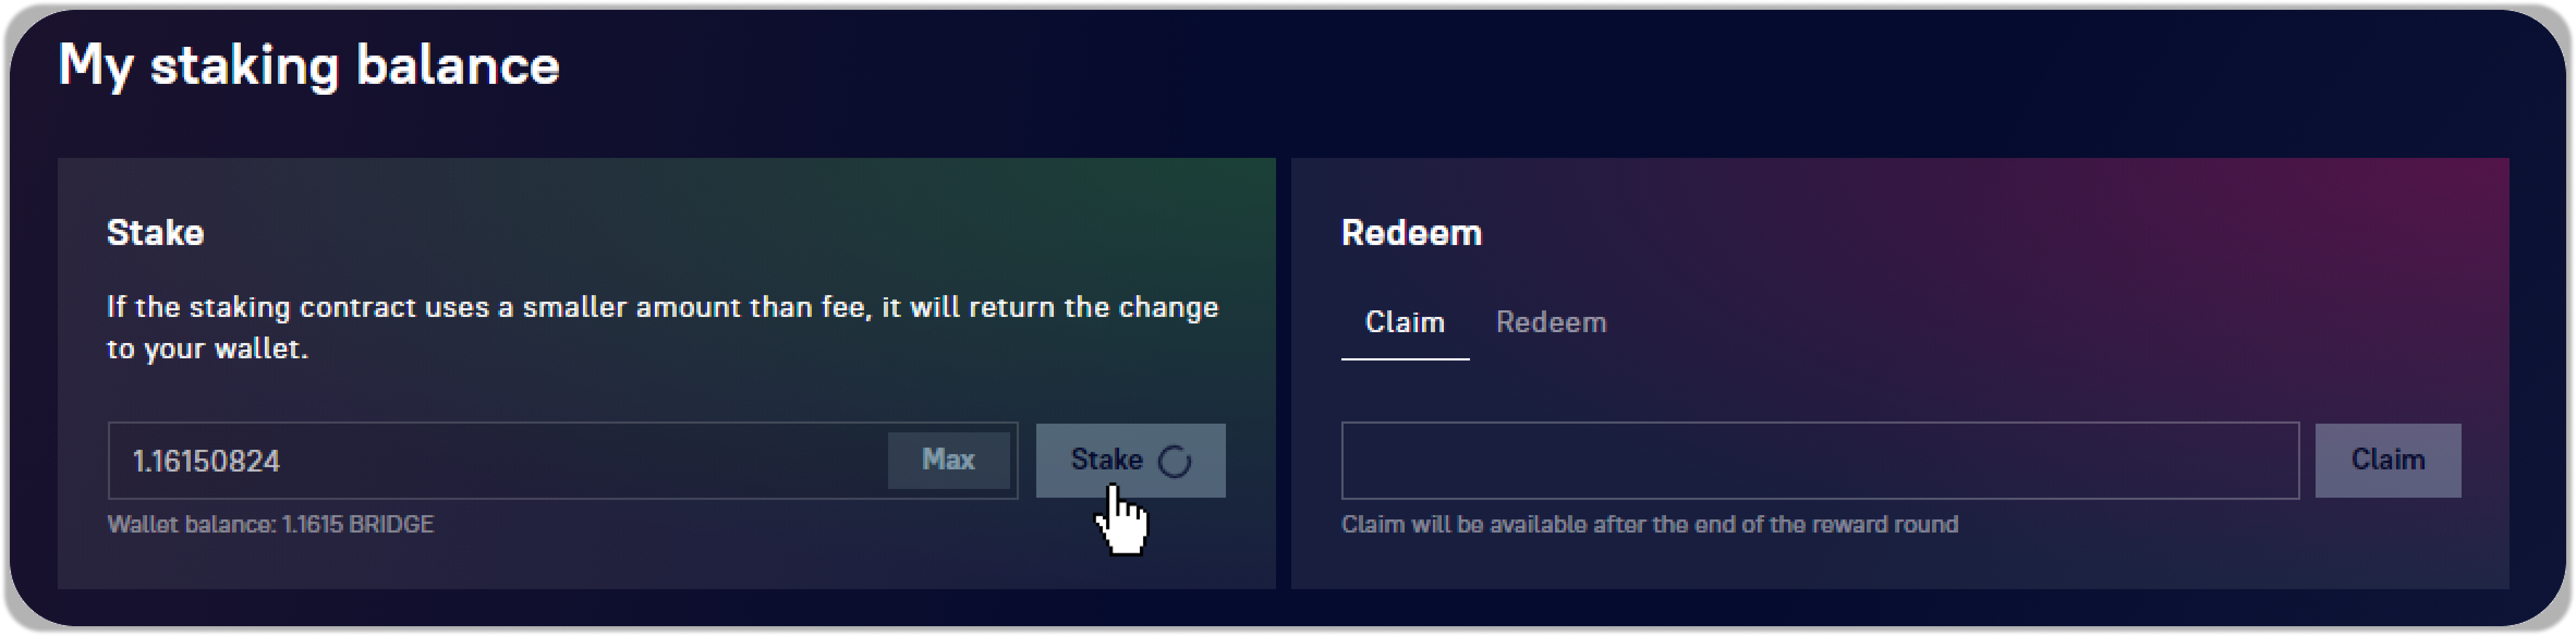 My staking balance
Stake
If the staking contract uses a smaller amount than fee, it will return the change
to your wallet.
1.16150824
Max
Stake
Wallet balance: 1.1615 BRIDGE
Redeem
Claim
Redeem
Claim
Claim will be available after the end of the reward round